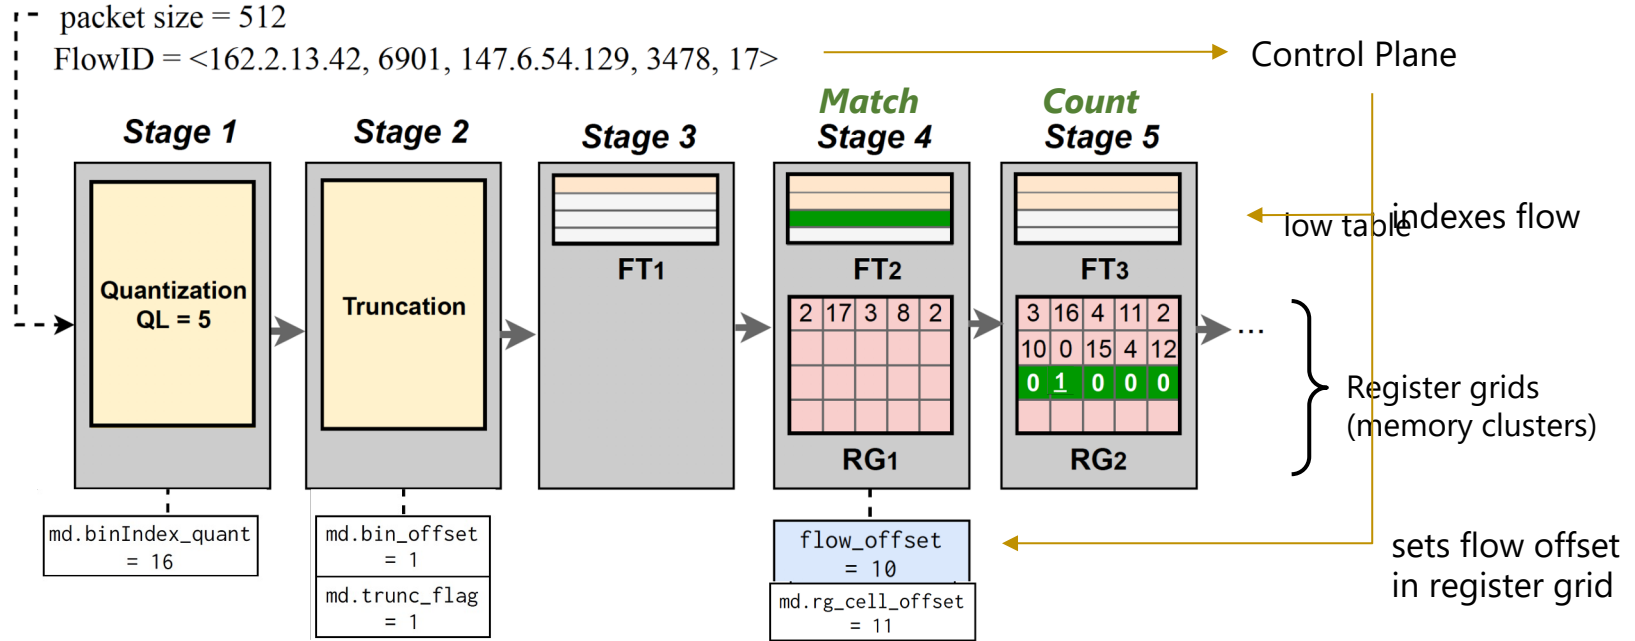 packet size = 512
FlowID = <162.2.13.42, 6901, 147.6.54.129, 3478, 17>
Control Plane
Match
Count
Stage 1
Stage 2
Stage 3
Stage 4
Stage 5
Quantization
QL = 5
Truncation
FT1
FT2
FT3
low table
indexes flow
2 17 3 8 2
3 16 4 11 2
10 0 15 4 12
0 1 0 0 0
...
RG1
RG2
Register grids
(memory clusters)
md.binIndex_quant
= 16
md.bin_offset
= 1
md.trunc_flag
= 1
flow_offset
= 10
md.rg_cell_offset
= 11
sets flow offset
in register grid